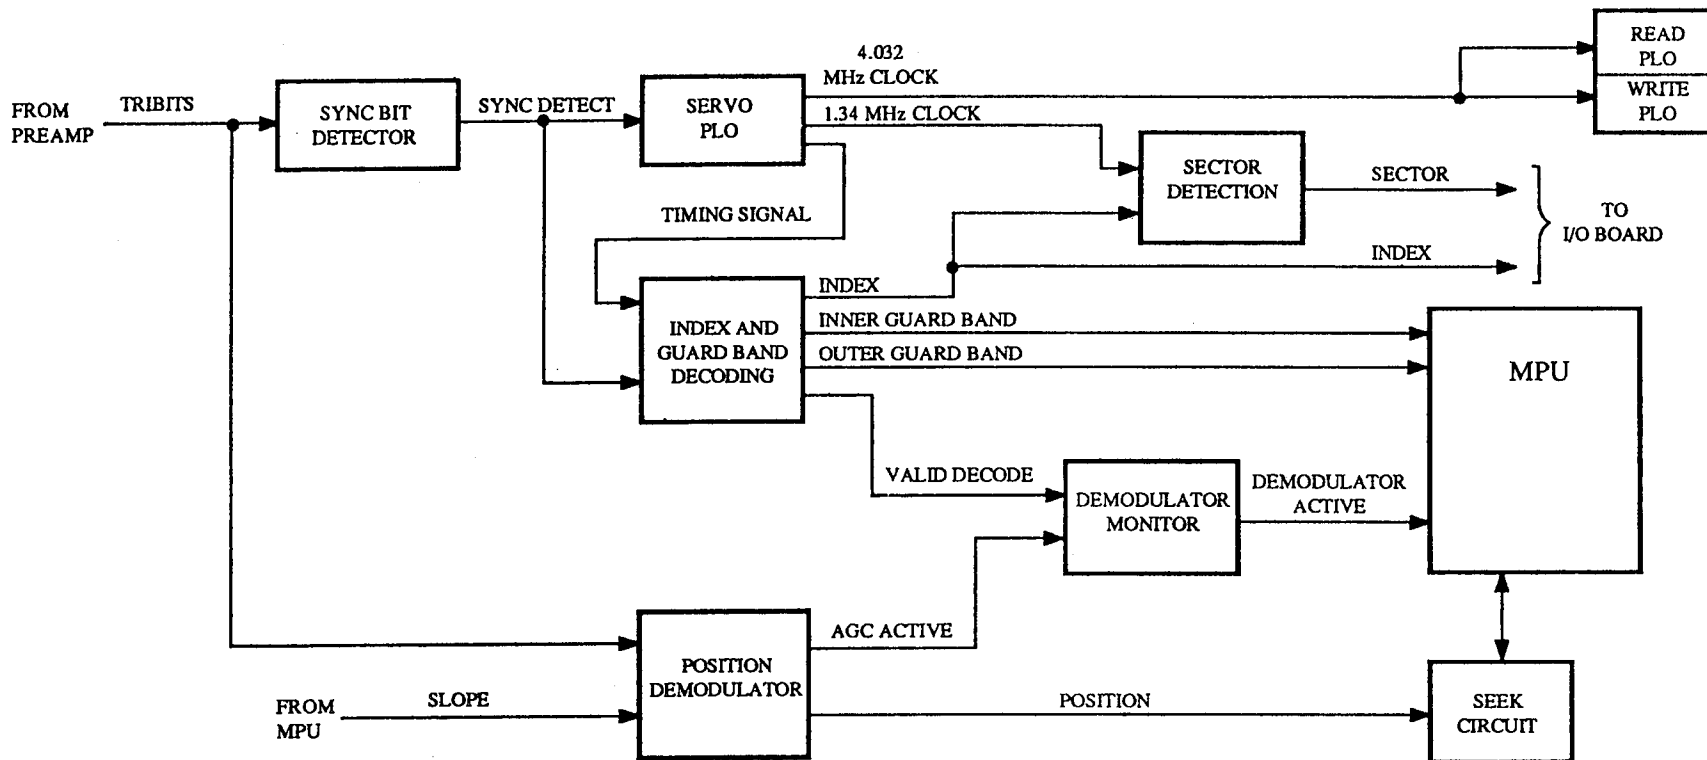 4.032
MHz CLOCK
READ
PLO
WRITE
PLO
FROM
PREAMP
TRIBITS
SYNC BIT
DETECTOR
SYNC DETECT
SERVO
PLO
1.34 MHz CLOCK
SECTOR
DETECTION
SECTOR
TO
I/O BOARD
TIMING SIGNAL
INDEX
INDEX AND
GUARD BAND
DECODING
INDEX
INNER GUARD BAND
OUTER GUARD BAND
MPU
VALID DECODE
DEMODULATOR
MONITOR
DEMODULATOR
ACTIVE
AGC ACTIVE
POSITION
DEMODULATOR
FROM
MPU
SLOPE
POSITION
SEEK
CIRCUIT